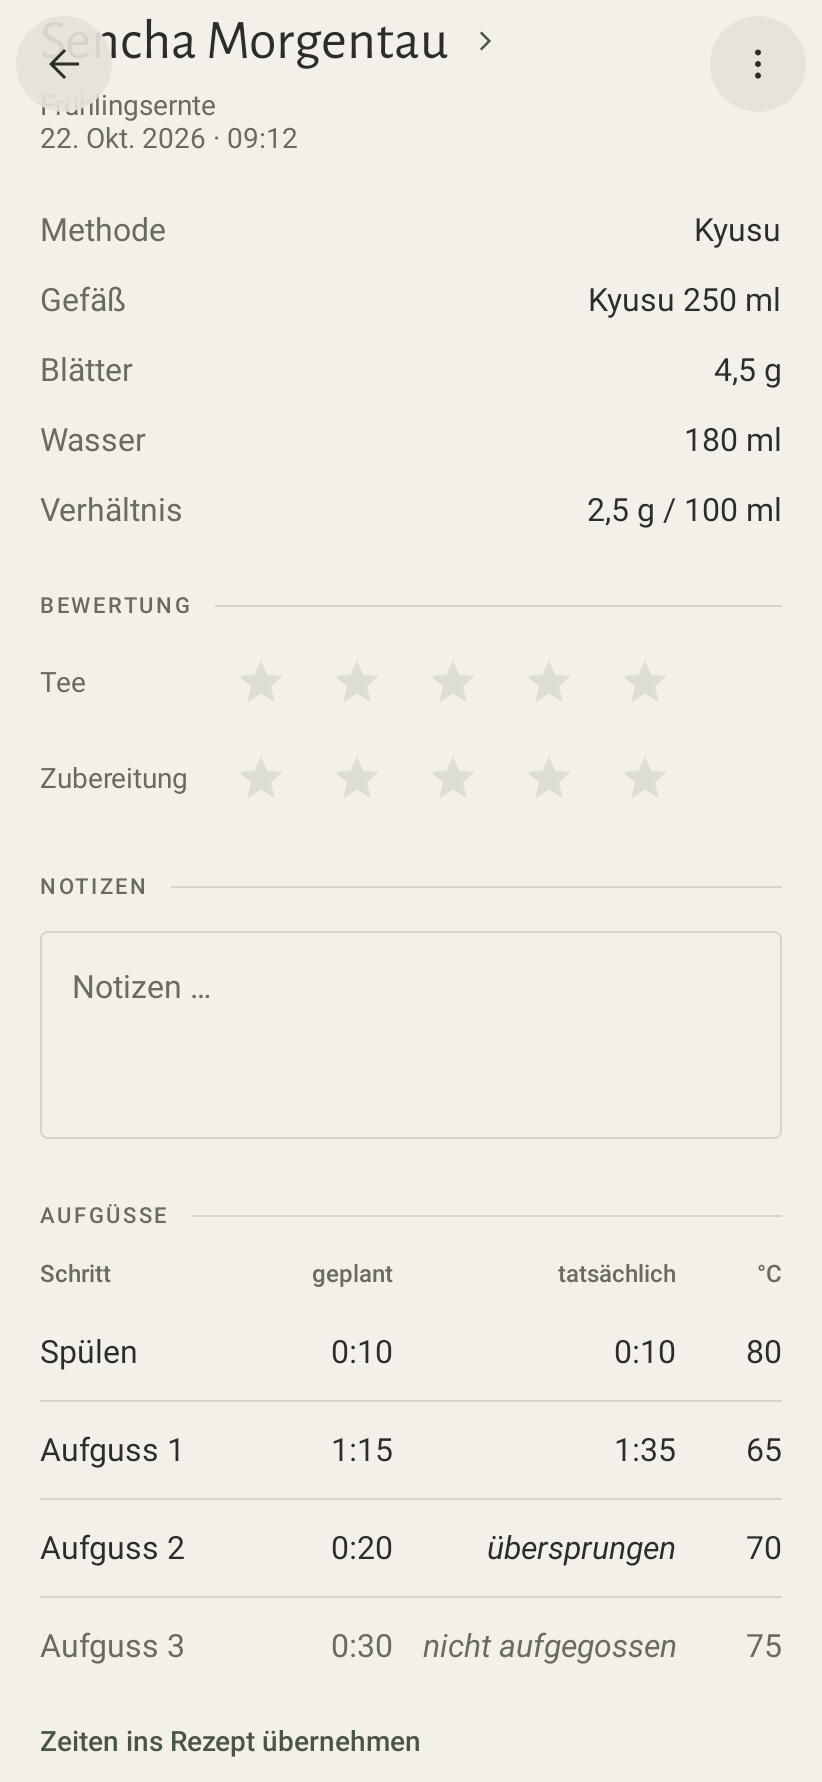 Sencha Morgentau
Frühlingsernte
22. Okt. 2026 · 09:12
Methode Kyusu
Gefäß Kyusu 250 ml
Blätter 4,5 g
Wasser 180 ml
Verhältnis 2,5 g / 100 ml
BEWERTUNG
Tee
Zubereitung
NOTIZEN
Notizen …
AUFGÜSSE
Schritt geplant tatsächlich °C
Spülen 0:10 0:10 80
Aufguss 1 1:15 1:35 65
Aufguss 2 0:20 übersprungen 70
Aufguss 3 0:30 nicht aufgegossen 75
Zeiten ins Rezept übernehmen